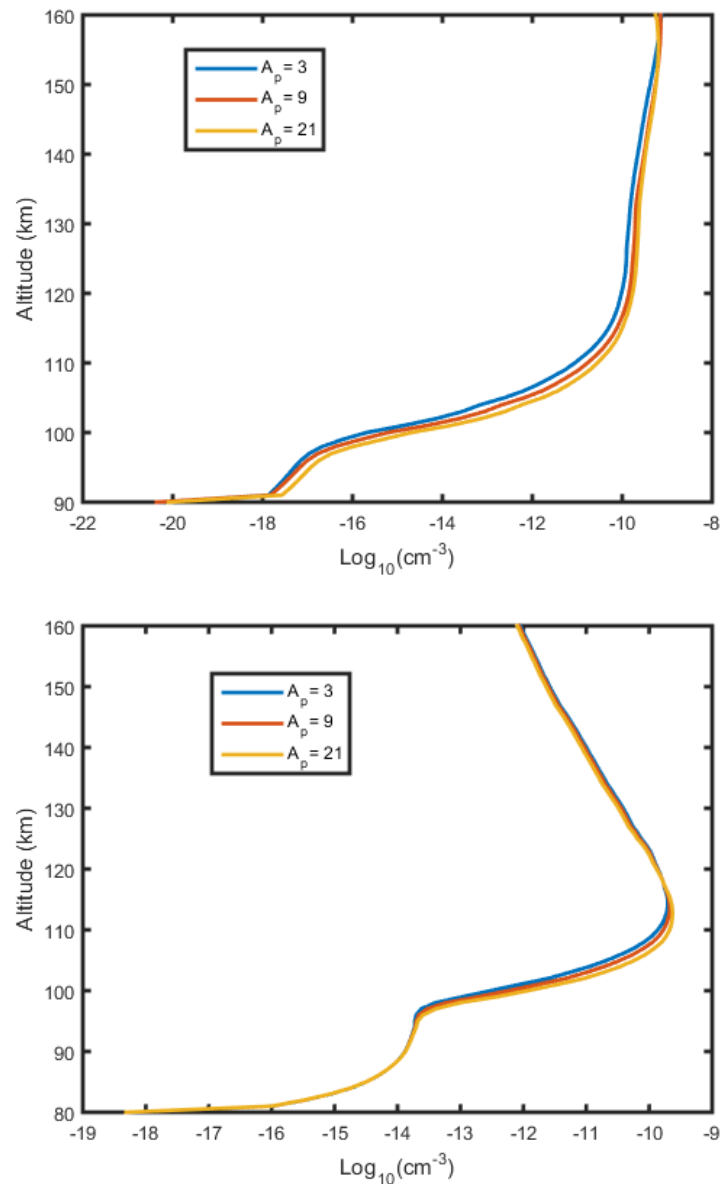 160
150
140
130
120
110
100
90
Altitude (km)
A_p = 3
A_p = 9
A_p = 21
-22 -20 -18 -16 -14 -12 -10 -8
Log_10(cm^-3)
160
150
140
130
120
110
100
90
80
Altitude (km)
A_p = 3
A_p = 9
A_p = 21
-19 -18 -17 -16 -15 -14 -13 -12 -11 -10 -9
Log_10(cm^-3)